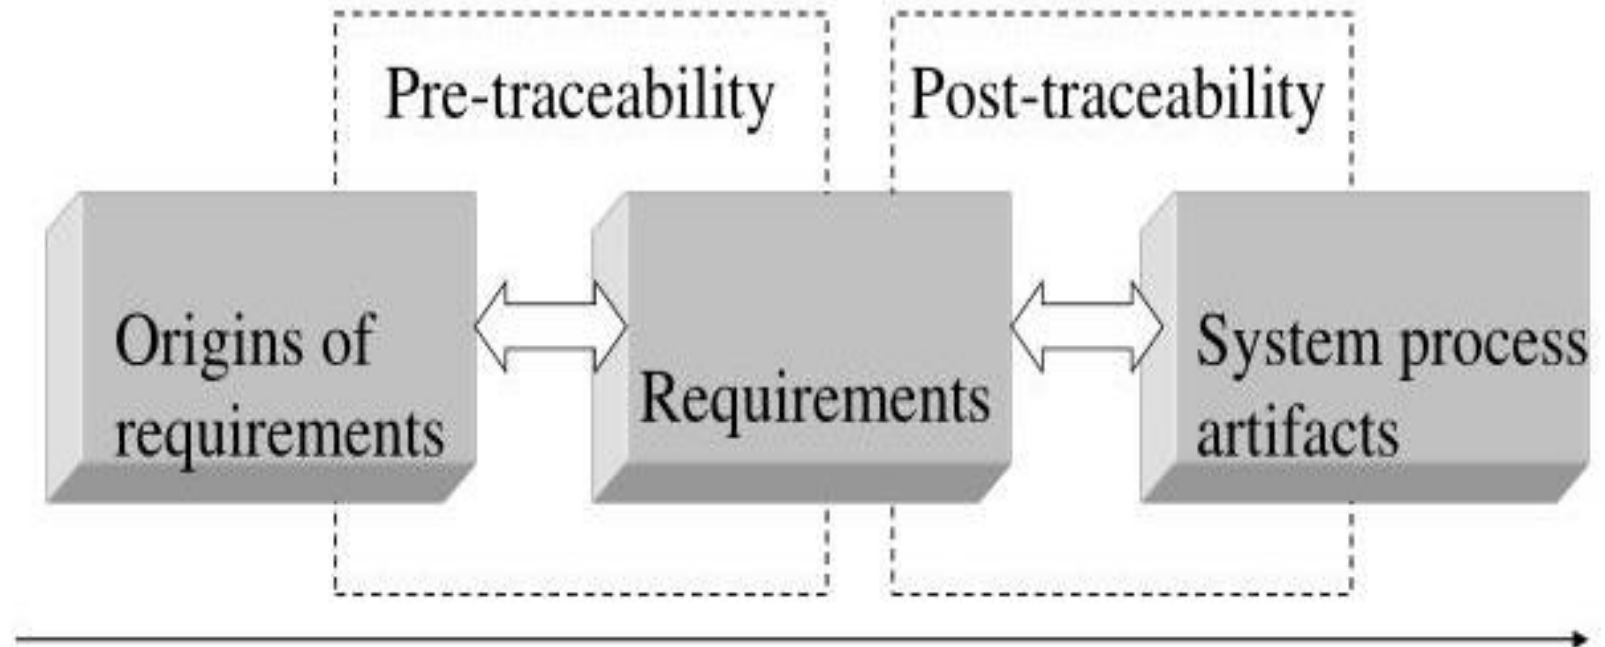 Pre-traceability
Post-traceability
Origins of
requirements
Requirements
System process
artifacts